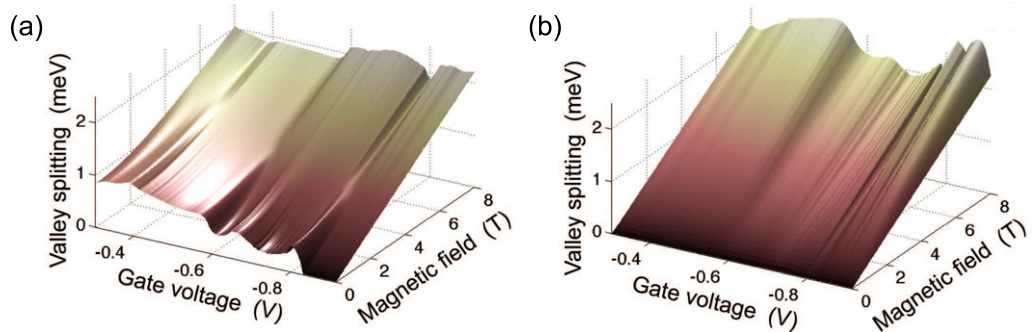 (a)
Valley splitting (meV)
2
1
0
-0.4
-0.6
-0.8
Gate voltage (V)
0
2
4
6
8
Magnetic field (T)
(b)
Valley splitting (meV)
2
1
0
-0.4
-0.6
-0.8
Gate voltage (V)
0
2
4
6
8
Magnetic field (T)